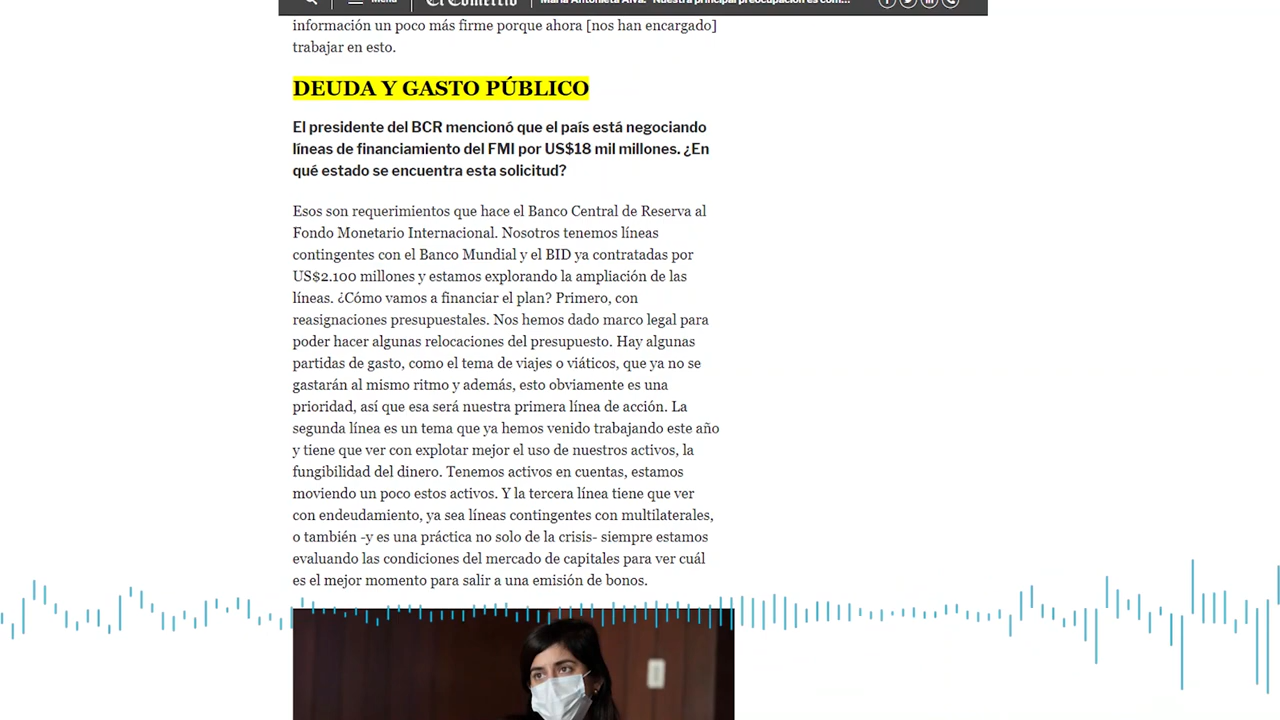 Menú
El Comercio
María Antonieta Alva: "Nuestra principal preocupación es com...
información un poco más firme porque ahora [nos han encargado]
trabajar en esto.
DEUDA Y GASTO PÚBLICO
El presidente del BCR mencionó que el país está negociando
líneas de financiamiento del FMI por US$18 mil millones. ¿En
qué estado se encuentra esta solicitud?
Esos son requerimientos que hace el Banco Central de Reserva al
Fondo Monetario Internacional. Nosotros tenemos líneas
contingentes con el Banco Mundial y el BID ya contratadas por
US$2.100 millones y estamos explorando la ampliación de las
líneas. ¿Cómo vamos a financiar el plan? Primero, con
reasignaciones presupuestales. Nos hemos dado marco legal para
poder hacer algunas relocaciones del presupuesto. Hay algunas
partidas de gasto, como el tema de viajes o viáticos, que ya no se
gastarán al mismo ritmo y además, esto obviamente es una
prioridad, así que esa será nuestra primera línea de acción. La
segunda línea es un tema que ya hemos venido trabajando este año
y tiene que ver con explotar mejor el uso de nuestros activos, la
fungibilidad del dinero. Tenemos activos en cuentas, estamos
moviendo un poco estos activos. Y la tercera línea tiene que ver
con endeudamiento, ya sea líneas contingentes con multilaterales,
o también -y es una práctica no solo de la crisis- siempre estamos
evaluando las condiciones del mercado de capitales para ver cuál
es el mejor momento para salir a una emisión de bonos.